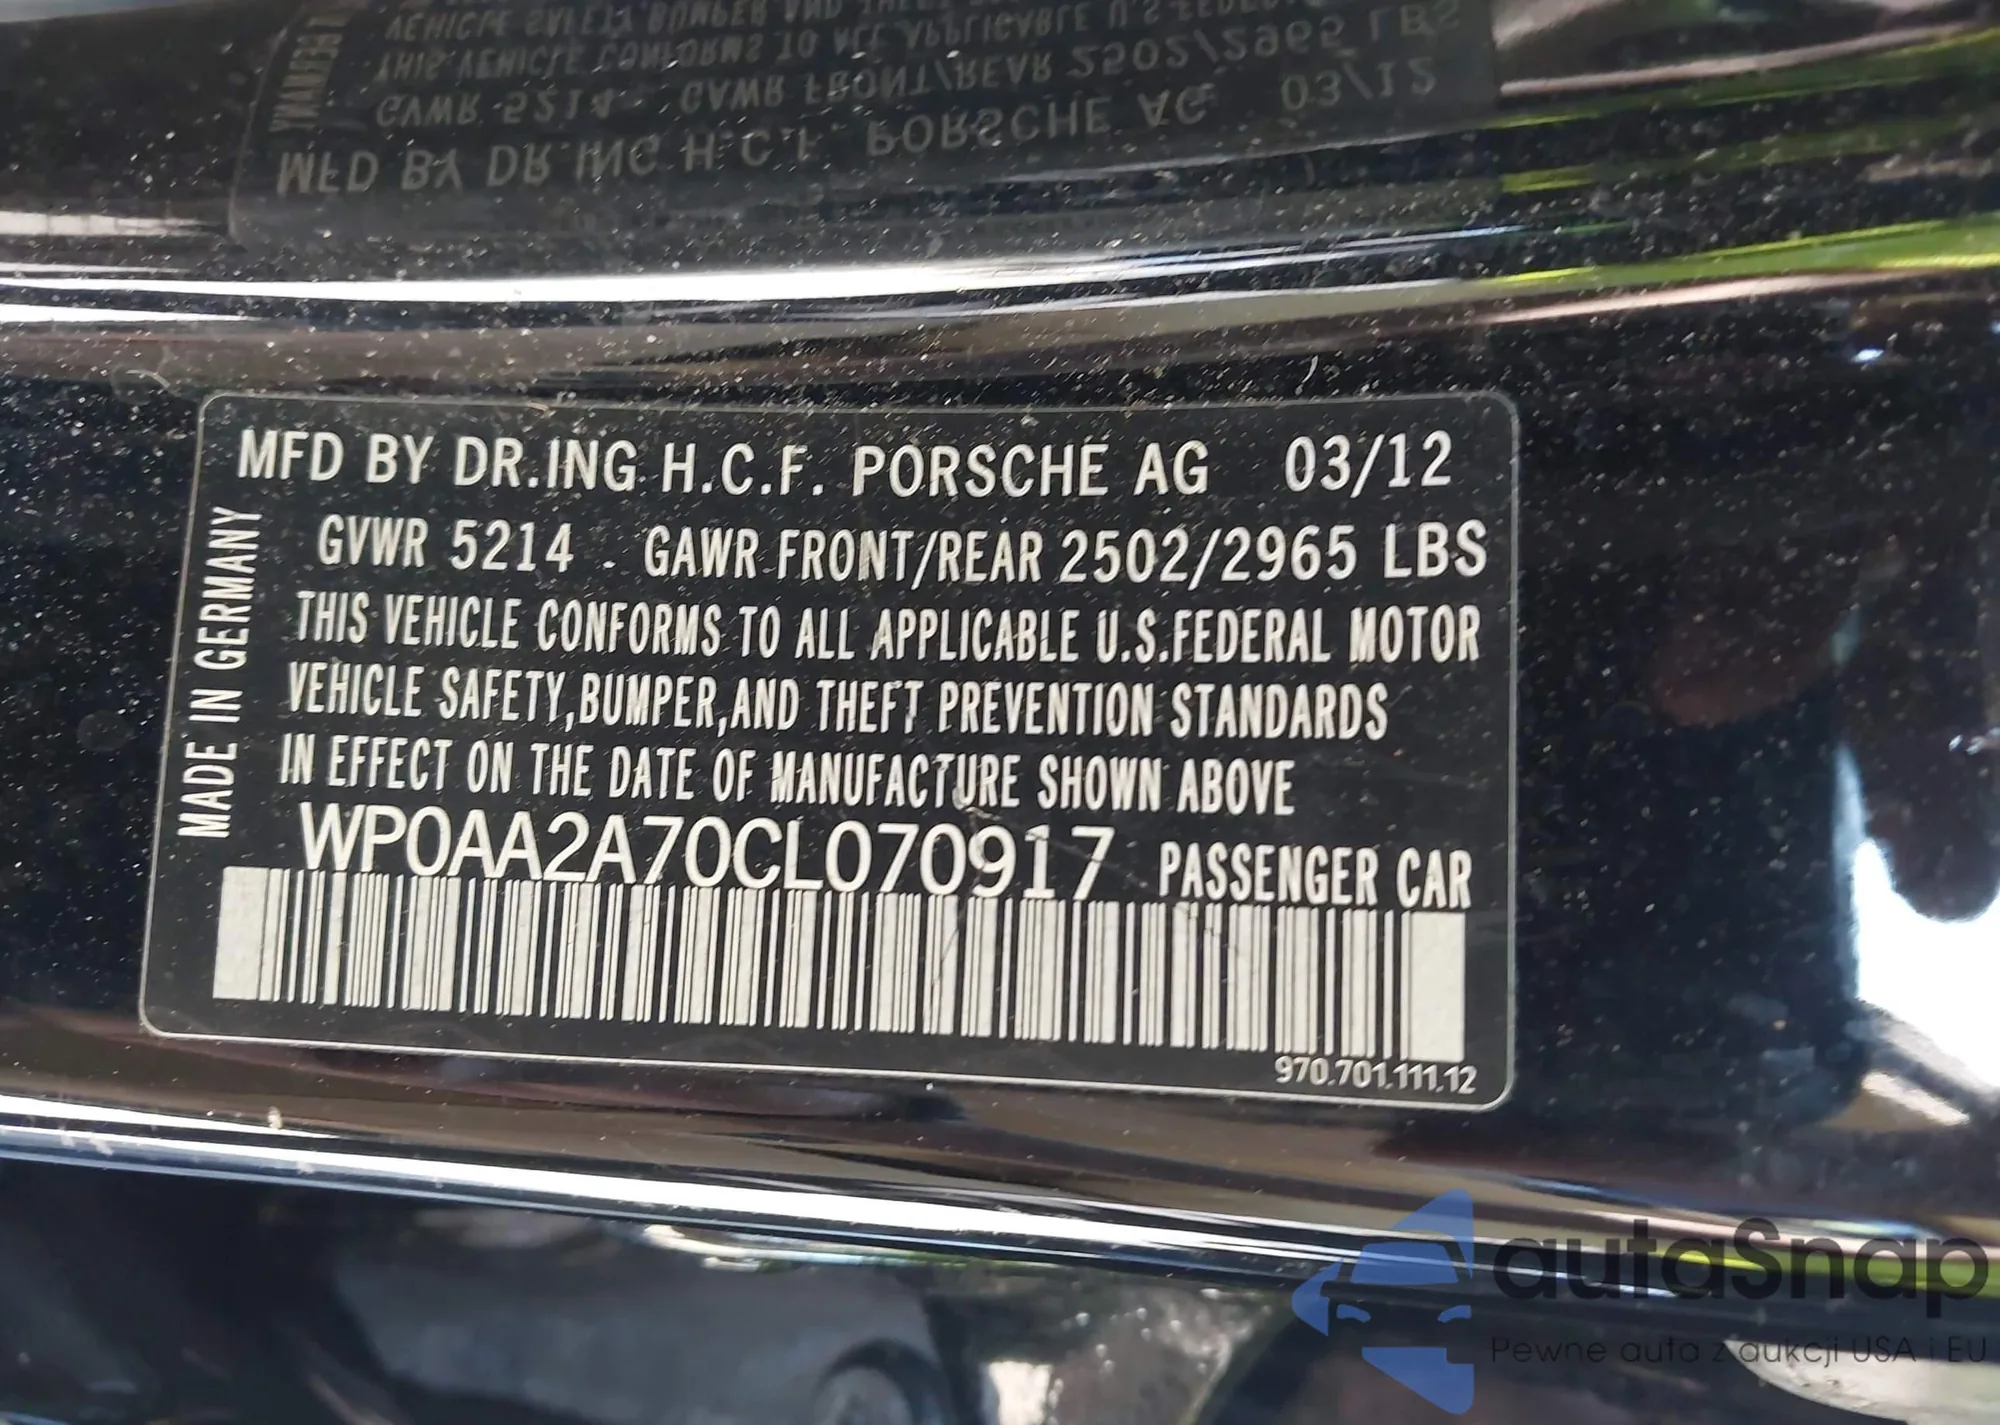 MFD BY DR.ING H.C.F. PORSCHE AG 03/12
GVWR 5214 - GAWR FRONT/REAR 2502/2965 LBS
THIS VEHICLE CONFORMS TO ALL APPLICABLE U.S.FEDERAL MOTOR
VEHICLE SAFETY,BUMPER,AND THEFT PREVENTION STANDARDS
IN EFFECT ON THE DATE OF MANUFACTURE SHOWN ABOVE
WP0AA2A70CL070917 PASSENGER CAR
970.701.111.12
MADE IN GERMANY
autoSnap
Pewne auta z aukcji USA i EU